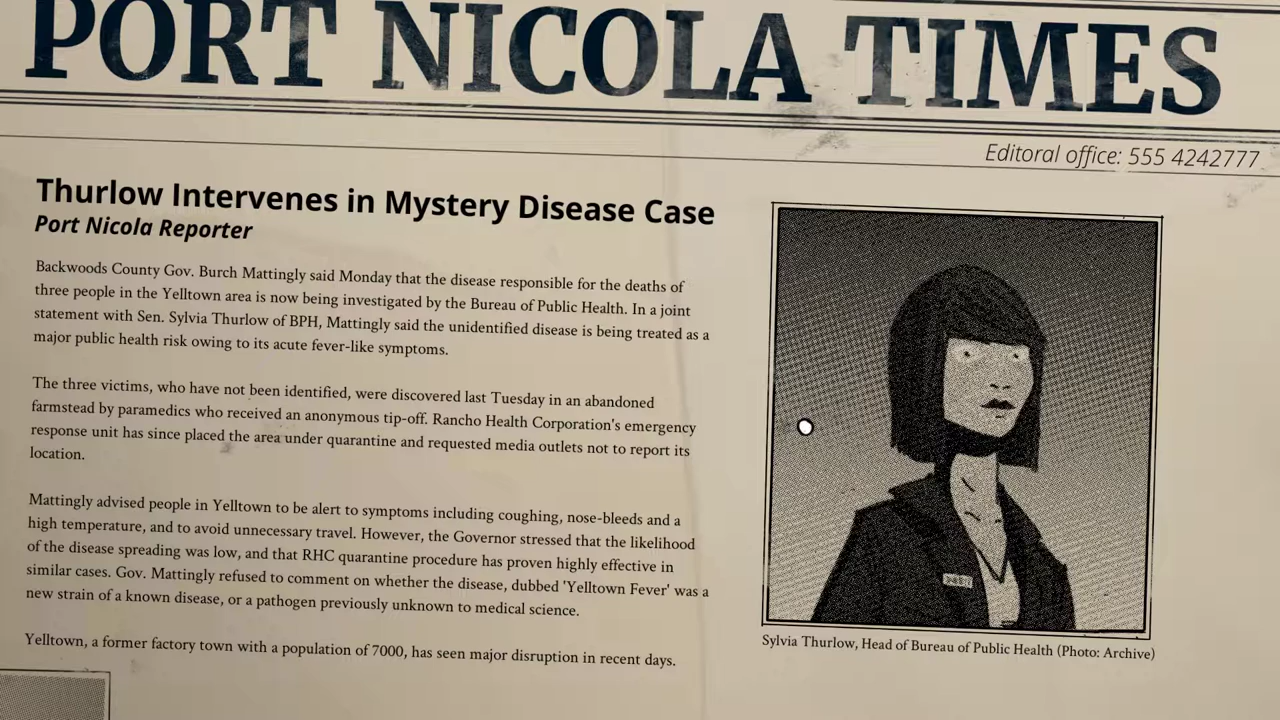 PORT NICOLA TIMES
Editoral office: 555 4242777
Thurlow Intervenes in Mystery Disease Case
Port Nicola Reporter
Backwoods County Gov. Burch Mattingly said Monday that the disease responsible for the deaths of
three people in the Yelltown area is now being investigated by the Bureau of Public Health. In a joint
statement with Sen. Sylvia Thurlow of BPH, Mattingly said the unidentified disease is being treated as a
major public health risk owing to its acute fever-like symptoms.
The three victims, who have not been identified, were discovered last Tuesday in an abandoned
farmstead by paramedics who received an anonymous tip-off. Rancho Health Corporation's emergency
response unit has since placed the area under quarantine and requested media outlets not to report its
location.
Mattingly advised people in Yelltown to be alert to symptoms including coughing, nose-bleeds and a
high temperature, and to avoid unnecessary travel. However, the Governor stressed that the likelihood
of the disease spreading was low, and that RHC quarantine procedure has proven highly effective in
similar cases. Gov. Mattingly refused to comment on whether the disease, dubbed 'Yelltown Fever' was a
new strain of a known disease, or a pathogen previously unknown to medical science.
Yelltown, a former factory town with a population of 7000, has seen major disruption in recent days.
Sylvia Thurlow, Head of Bureau of Public Health (Photo: Archive)